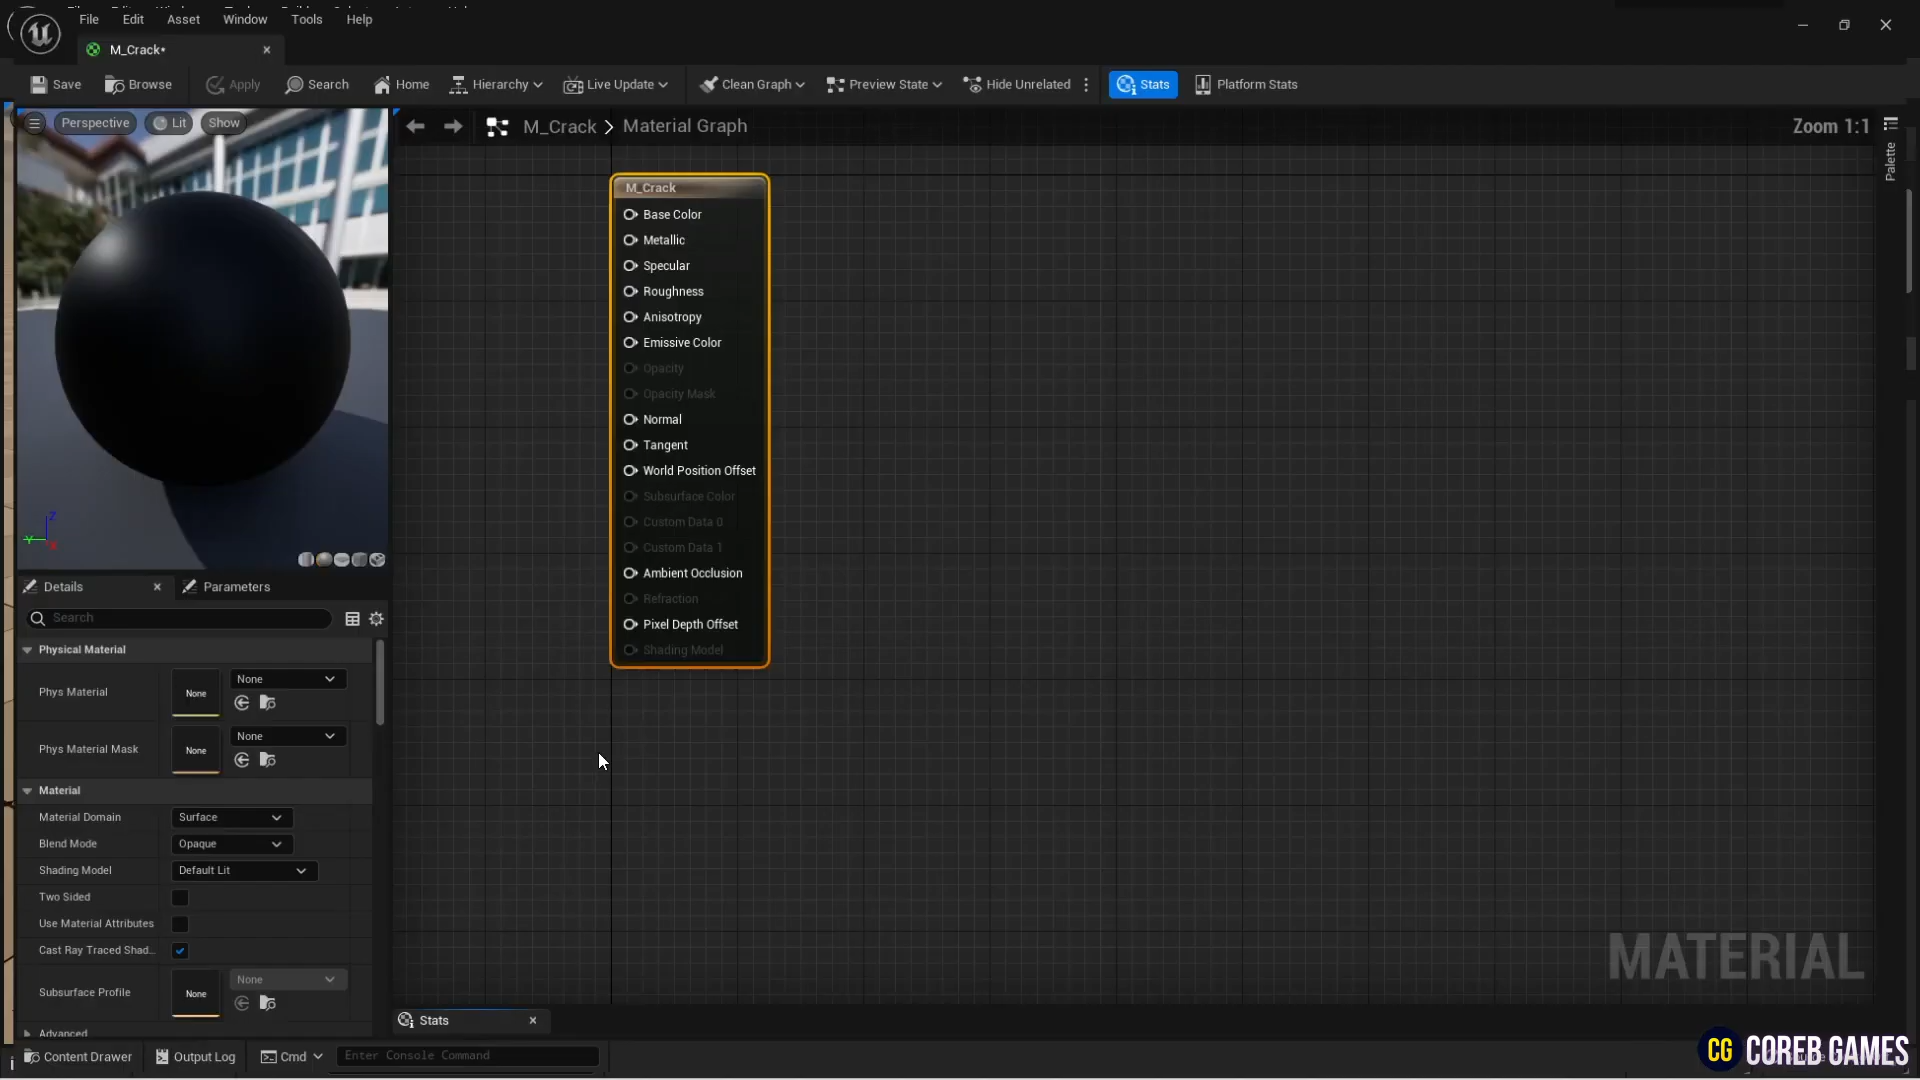 File Edit Asset Window Tools Help
M_Crack•
Save Browse Apply Search Home Hierarchy Live Update Clean Graph Preview State Hide Unrelated Stats Platform Stats
Perspective Lit Show
M_Crack > Material Graph
Zoom 1:1
Palette
M_Crack
Base Color
Metallic
Specular
Roughness
Anisotropy
Emissive Color
Opacity
Opacity Mask
Normal
Tangent
World Position Offset
Subsurface Color
Custom Data 0
Custom Data 1
Ambient Occlusion
Refraction
Pixel Depth Offset
Shading Model
Z
Y
X
Details Parameters
Search
Physical Material
Phys Material None None
Phys Material Mask None None
Material
Material Domain Surface
Blend Mode Opaque
Shading Model Default Lit
Two Sided
Use Material Attributes
Cast Ray Traced Shad...
Subsurface Profile None None
Advanced
MATERIAL
Stats
Content Drawer Output Log Cmd Enter Console Command
CG COREB GAMES